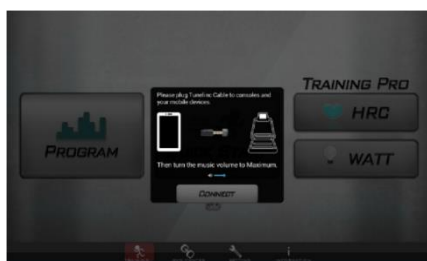 Please plug Tunelinc Cable to consoles and
your mobile devices.
Then turn the music volume to Maximum.
CONNECT
PROGRAM
TRAINING PRO
HRC
WATT